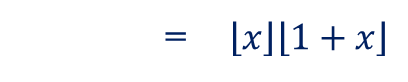 = ⌊x⌋⌊1 + x⌋